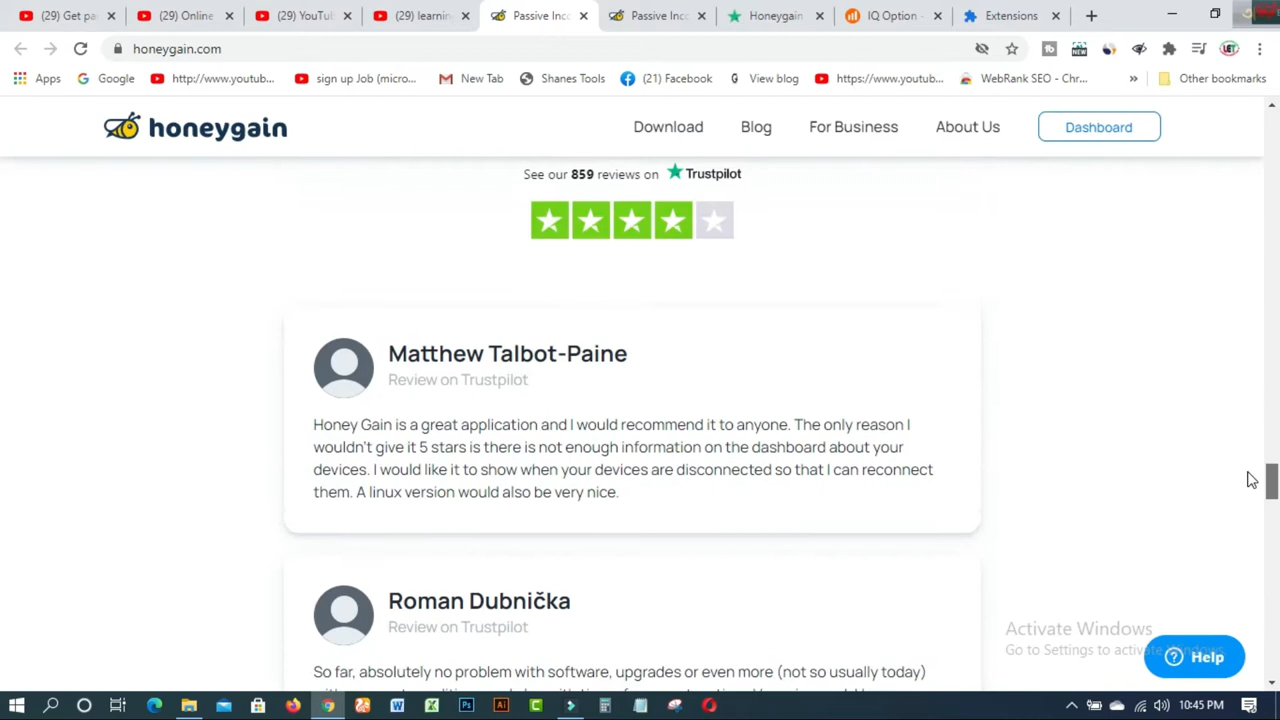 (29) Get pa
(29) Online
(29) YouTu
(29) learnin
Passive Inc
Passive Inc
Honeygain
IQ Option -
Extensions
honeygain.com
Apps
Google
http://www.youtub...
sign up Job (micro...
New Tab
Shanes Tools
(21) Facebook
View blog
https://www.youtub...
WebRank SEO - Chr...
Other bookmarks
honeygain
Download
Blog
For Business
About Us
Dashboard
See our 859 reviews on Trustpilot
Matthew Talbot-Paine
Review on Trustpilot
Honey Gain is a great application and I would recommend it to anyone. The only reason I
wouldn't give it 5 stars is there is not enough information on the dashboard about your
devices. I would like it to show when your devices are disconnected so that I can reconnect
them. A linux version would also be very nice.
Roman Dubnička
Review on Trustpilot
So far, absolutely no problem with software, upgrades or even more (not so usually today)
Activate Windows
Go to Settings to activate Windows.
Help
10:45 PM